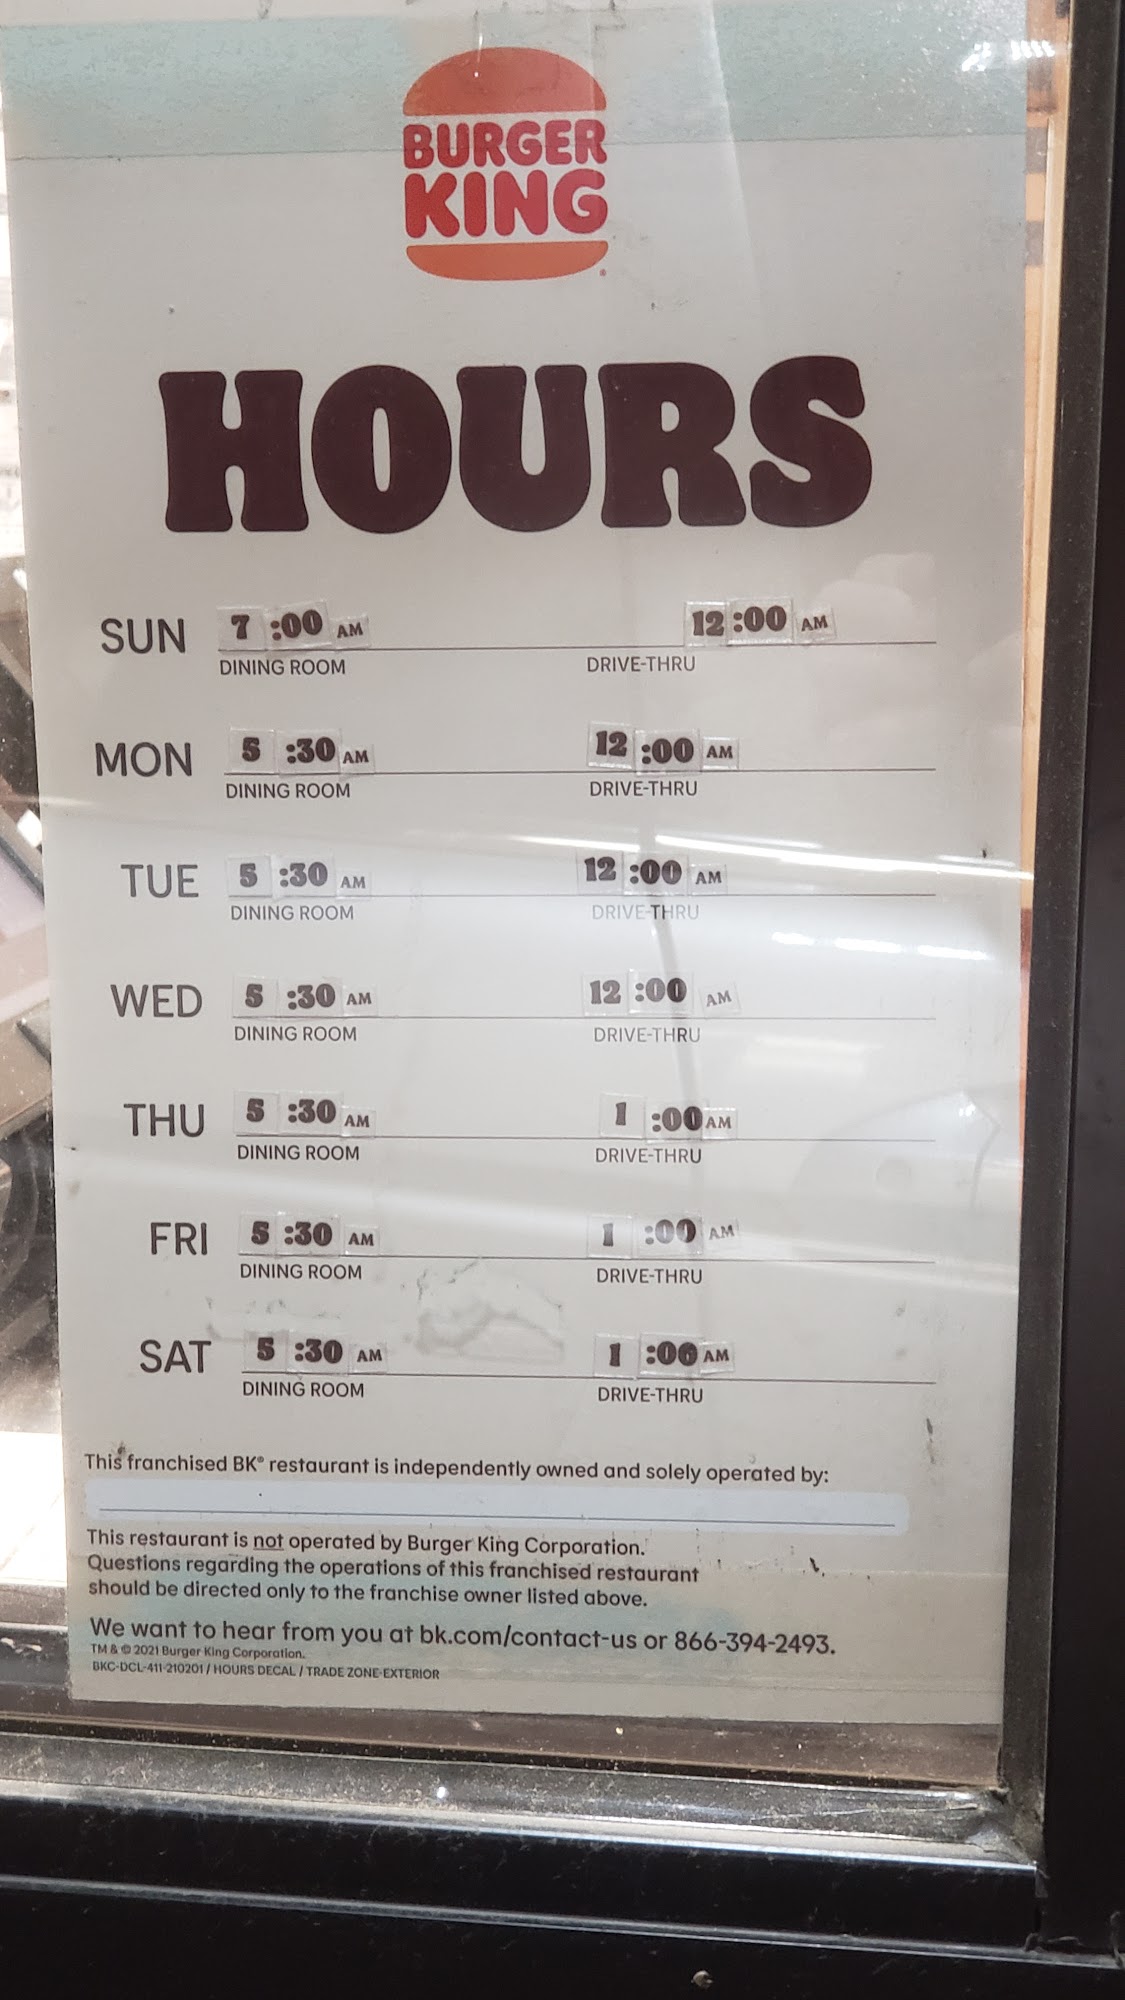 BURGER
KING
HOURS
SUN 7 :00 AM 12 :00 AM
DINING ROOM DRIVE-THRU
MON 5 :30 AM 12 :00 AM
DINING ROOM DRIVE-THRU
TUE 5 :30 AM 12 :00 AM
DINING ROOM DRIVE-THRU
WED 5 :30 AM 12 :00 AM
DINING ROOM DRIVE-THRU
THU 5 :30 AM 1 :00 AM
DINING ROOM DRIVE-THRU
FRI 5 :30 AM 1 :00 AM
DINING ROOM DRIVE-THRU
SAT 5 :30 AM 1 :00 AM
DINING ROOM DRIVE-THRU
This franchised BK® restaurant is independently owned and solely operated by:
This restaurant is not operated by Burger King Corporation.
Questions regarding the operations of this franchised restaurant
should be directed only to the franchise owner listed above.
We want to hear from you at bk.com/contact-us or 866-394-2493.
TM & © 2021 Burger King Corporation.
BKC-DCL-411-210201 / HOURS DECAL / TRADE ZONE-EXTERIOR